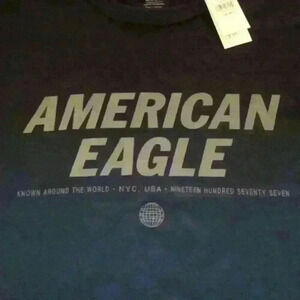 AMERICAN
EAGLE
KNOWN AROUND THE WORLD - NYC, USA - NINETEEN HUNDRED SEVENTY SEVEN